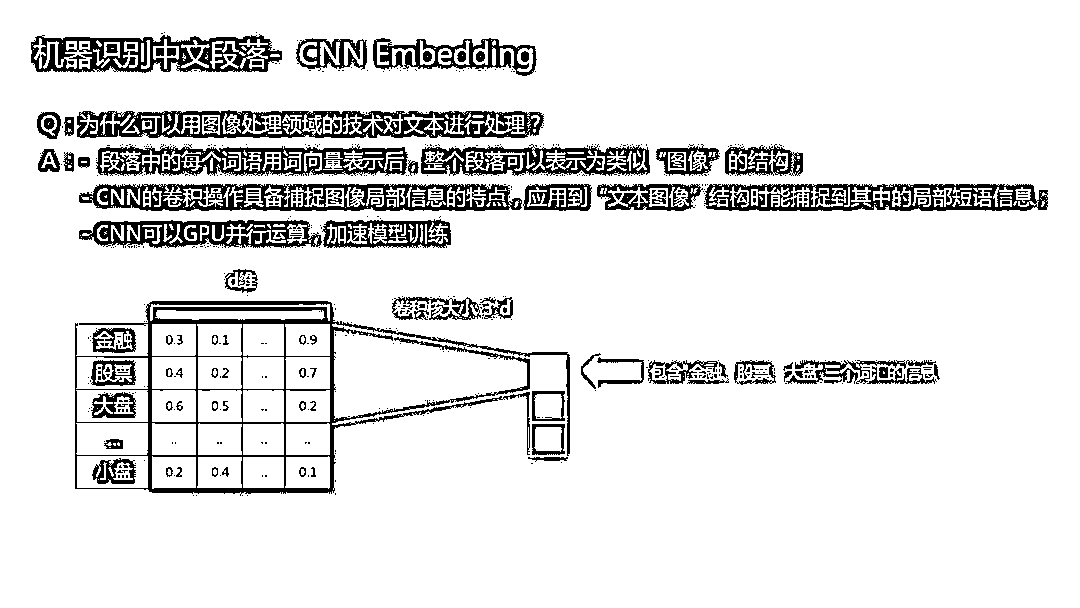 机器识别中文段落- CNN Embedding
Q：为什么可以用图像处理领域的技术对文本进行处理？
A：- 段落中的每个词语用词向量表示后，整个段落可以表示为类似“图像”的结构；
- CNN的卷积操作具备捕捉图像局部信息的特点，应用到“文本图像”结构时能捕捉到其中的局部短语信息；
- CNN可以GPU并行运算，加速模型训练
d维
卷积核大小:3*d
金融 0.3 0.1 .. 0.9
股票 0.4 0.2 .. 0.7
包含“金融、股票、大盘”三个词汇的信息
大盘 0.6 0.5 .. 0.2
... .. .. .. ..
小盘 0.2 0.4 .. 0.1